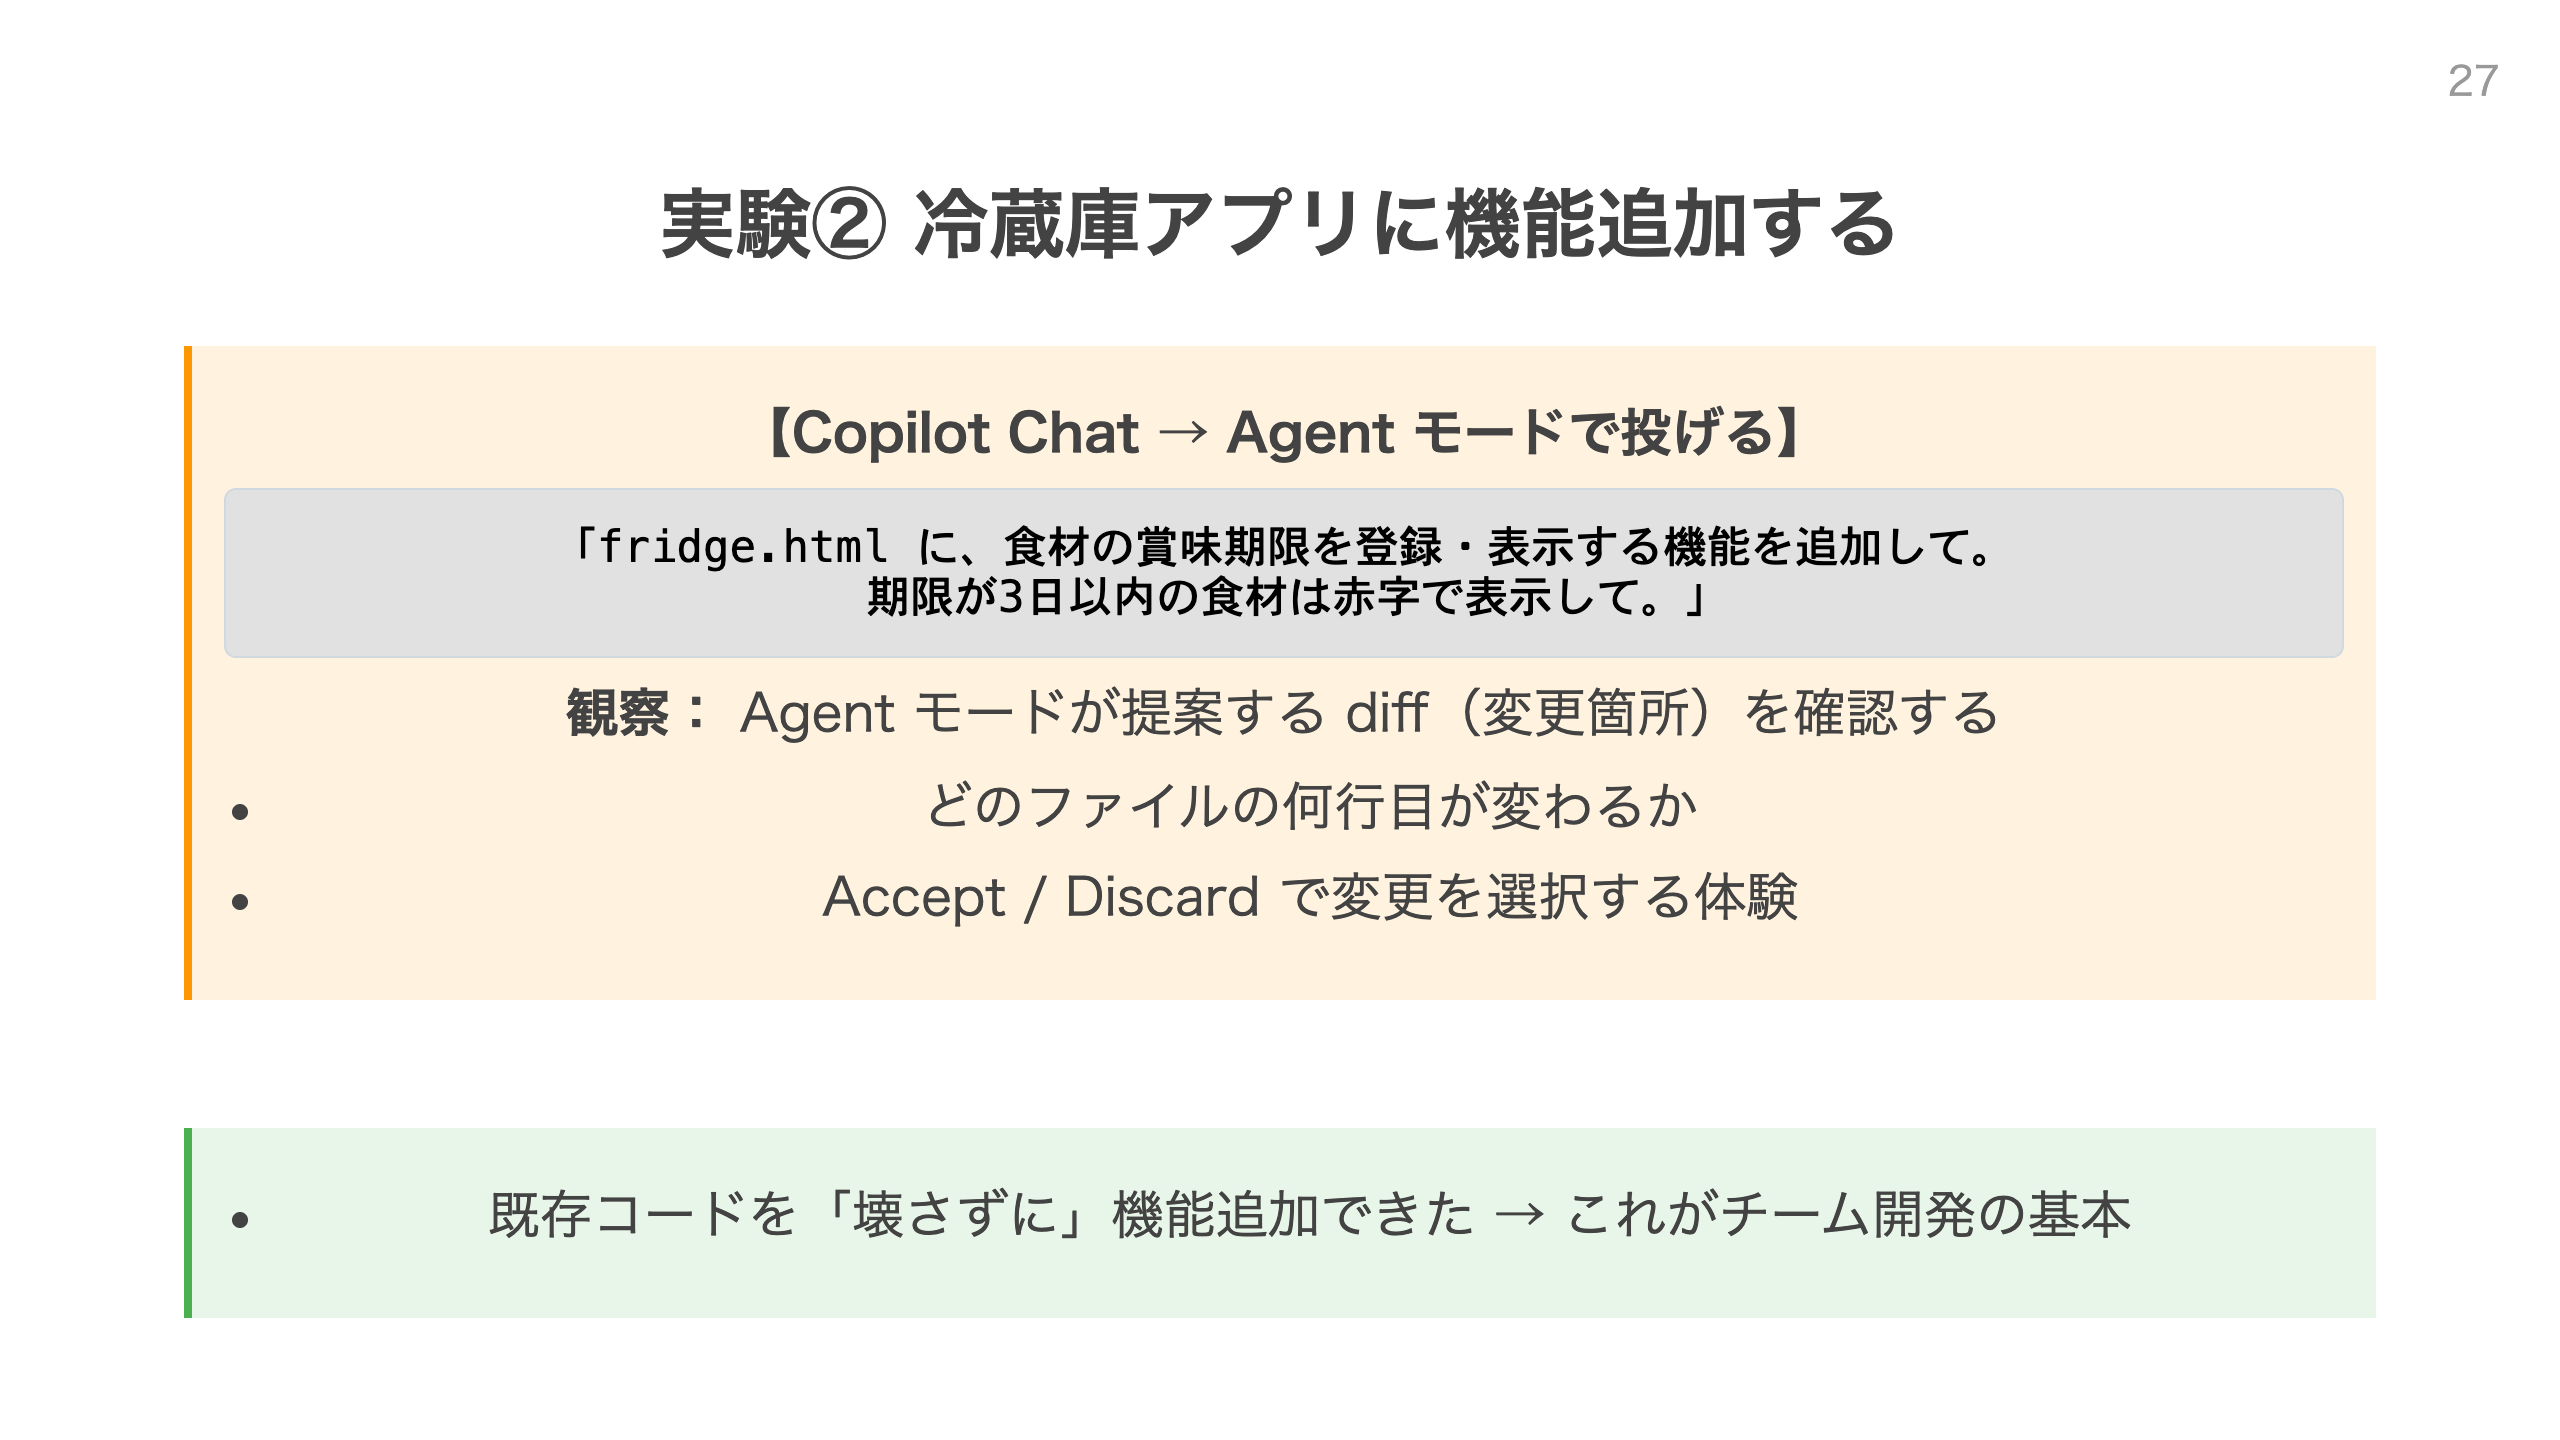 27
実験② 冷蔵庫アプリに機能追加する
【Copilot Chat → Agent モードで投げる】
「fridge.html に、食材の賞味期限を登録・表示する機能を追加して。
期限が3日以内の食材は赤字で表示して。」
観察： Agent モードが提案する diff（変更箇所）を確認する
• どのファイルの何行目が変わるか
• Accept / Discard で変更を選択する体験
• 既存コードを「壊さずに」機能追加できた → これがチーム開発の基本